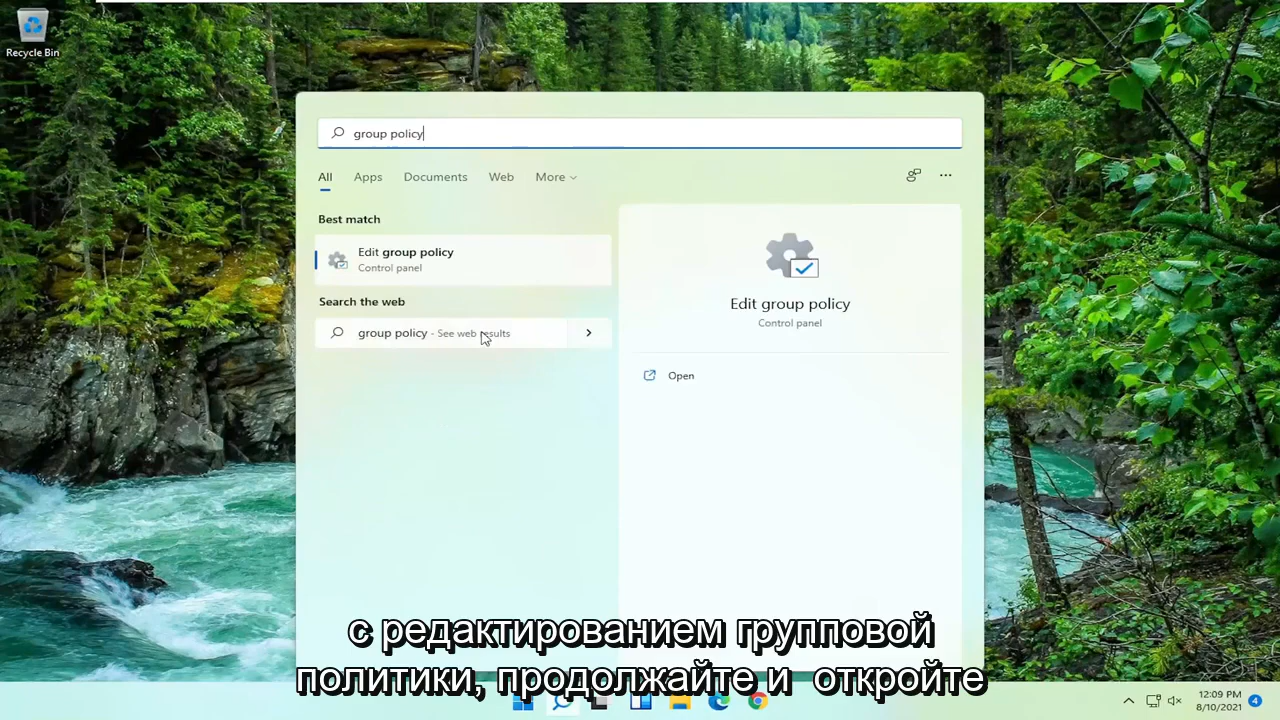 Recycle Bin
group policy
All Apps Documents Web More
Best match
Edit group policy
Control panel
Search the web
group policy - See web results
Edit group policy
Control panel
Open
с редактированием групповой
политики, продолжайте и откройте
12:09 PM
8/10/2021
4